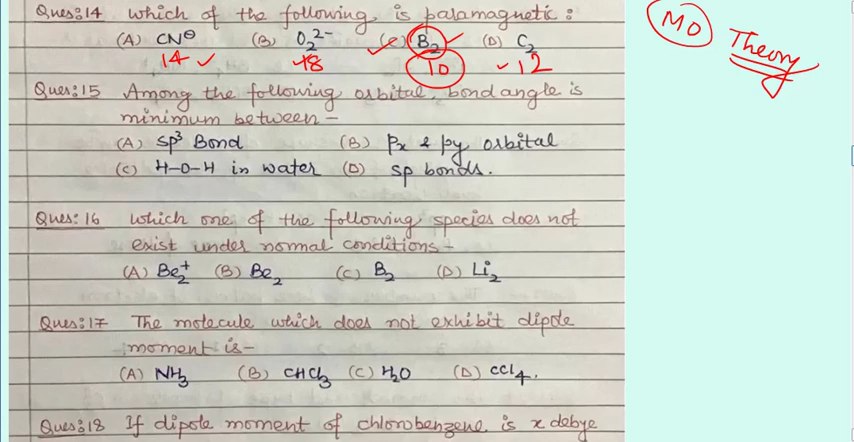 Ques:14 which of the following is paramagnetic:
(A) CN⊖ (B) O₂²⁻ (C) B₂ (D) C₂
14 18 10 12
MO Theory
Ques:15 Among the following orbital, bond angle is
minimum between-
(A) sp³ Bond (B) px & py orbital
(C) H-O-H in water (D) sp bonds.
Ques:16 which one of the following species does not
exist under normal conditions-
(A) Be₂⁺ (B) Be₂ (C) B₂ (D) Li₂
Ques:17 The molecule which does not exhibit dipole
moment is-
(A) NH₃ (B) CHCl₃ (C) H₂O (D) CCl₄.
Ques:18 If dipole moment of chlorobenzene is x debye